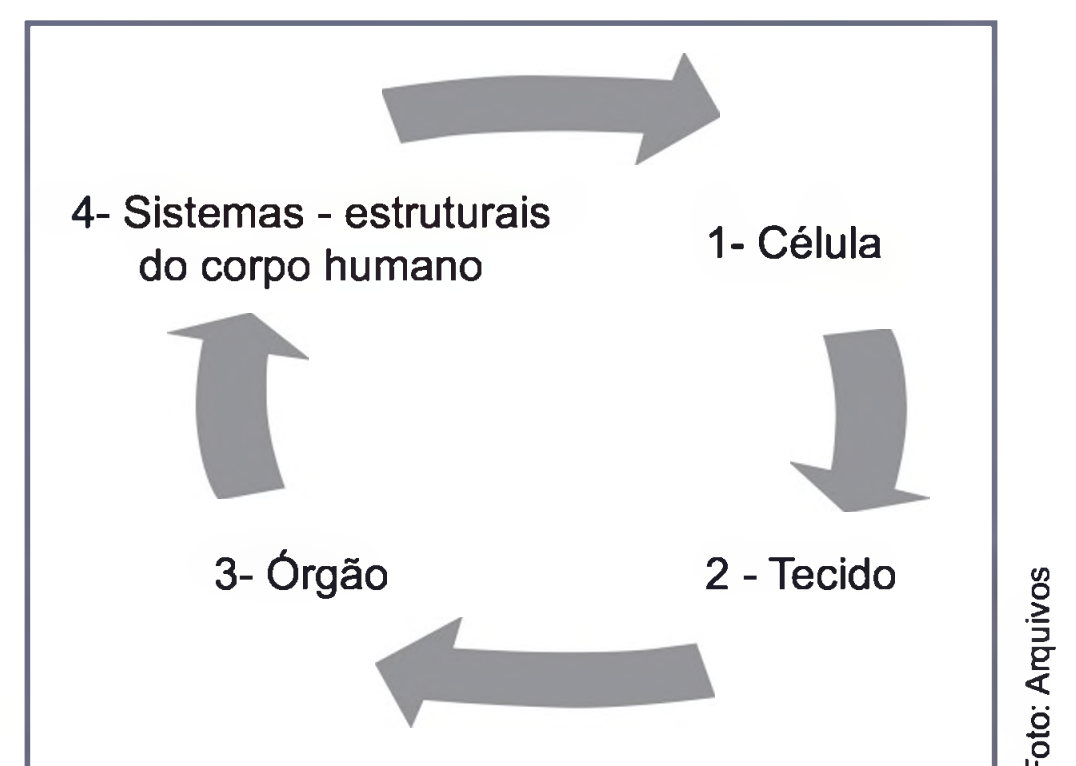 4- Sistemas - estruturais
do corpo humano
1- Célula
3- Órgão
2 - Tecido
Foto: Arquivos